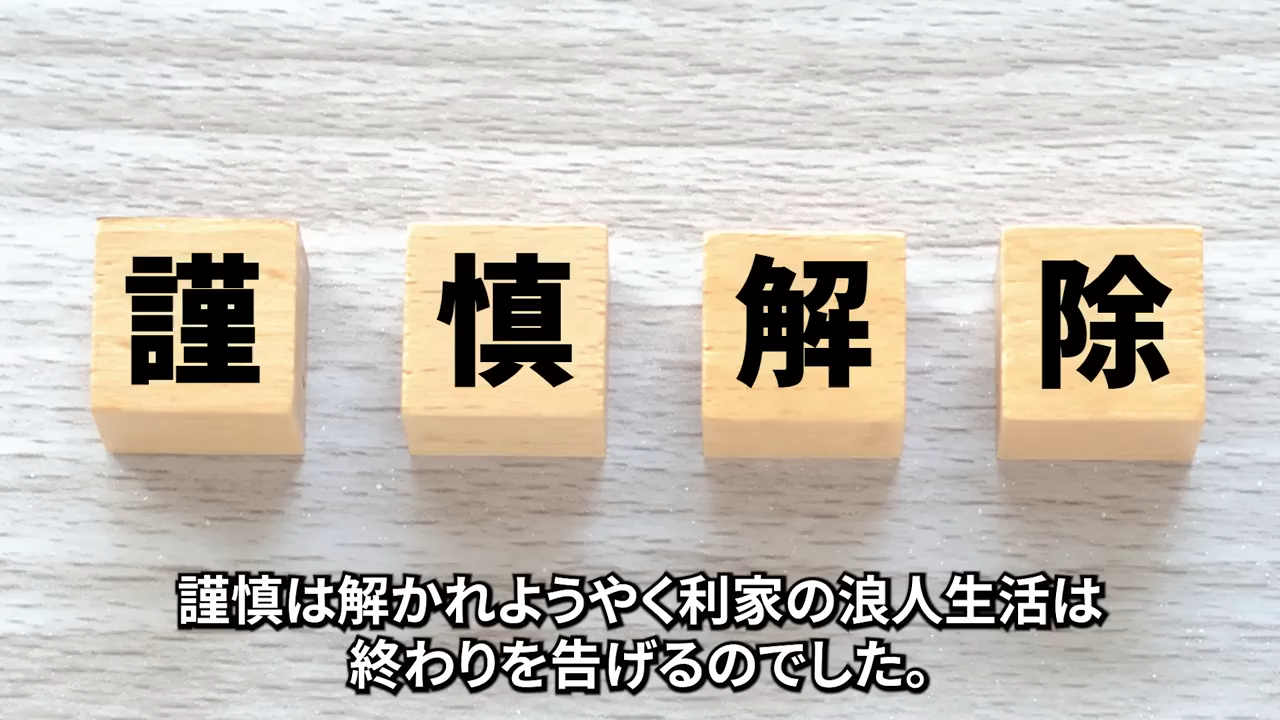 謹慎解除
謹慎は解かれようやく利家の浪人生活は
終わりを告げるのでした。